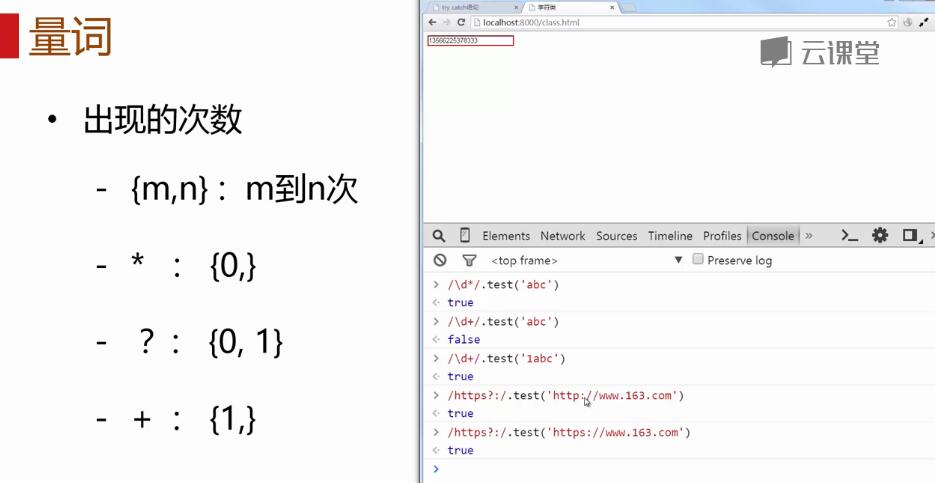 量词
• 出现的次数
- {m,n} : m到n次
- * : {0,}
- ? : {0, 1}
- + : {1,}
try catch语句
字符类
localhost:8000/class.html
13566225378333
云课堂
Elements Network Sources Timeline Profiles Console »
<top frame> ▼ Preserve log
> /\d*/.test('abc')
true
> /\d+/.test('abc')
false
> /\d+/.test('1abc')
true
> /https?:/.test('http://www.163.com')
true
> /https?:/.test('https://www.163.com')
true
>